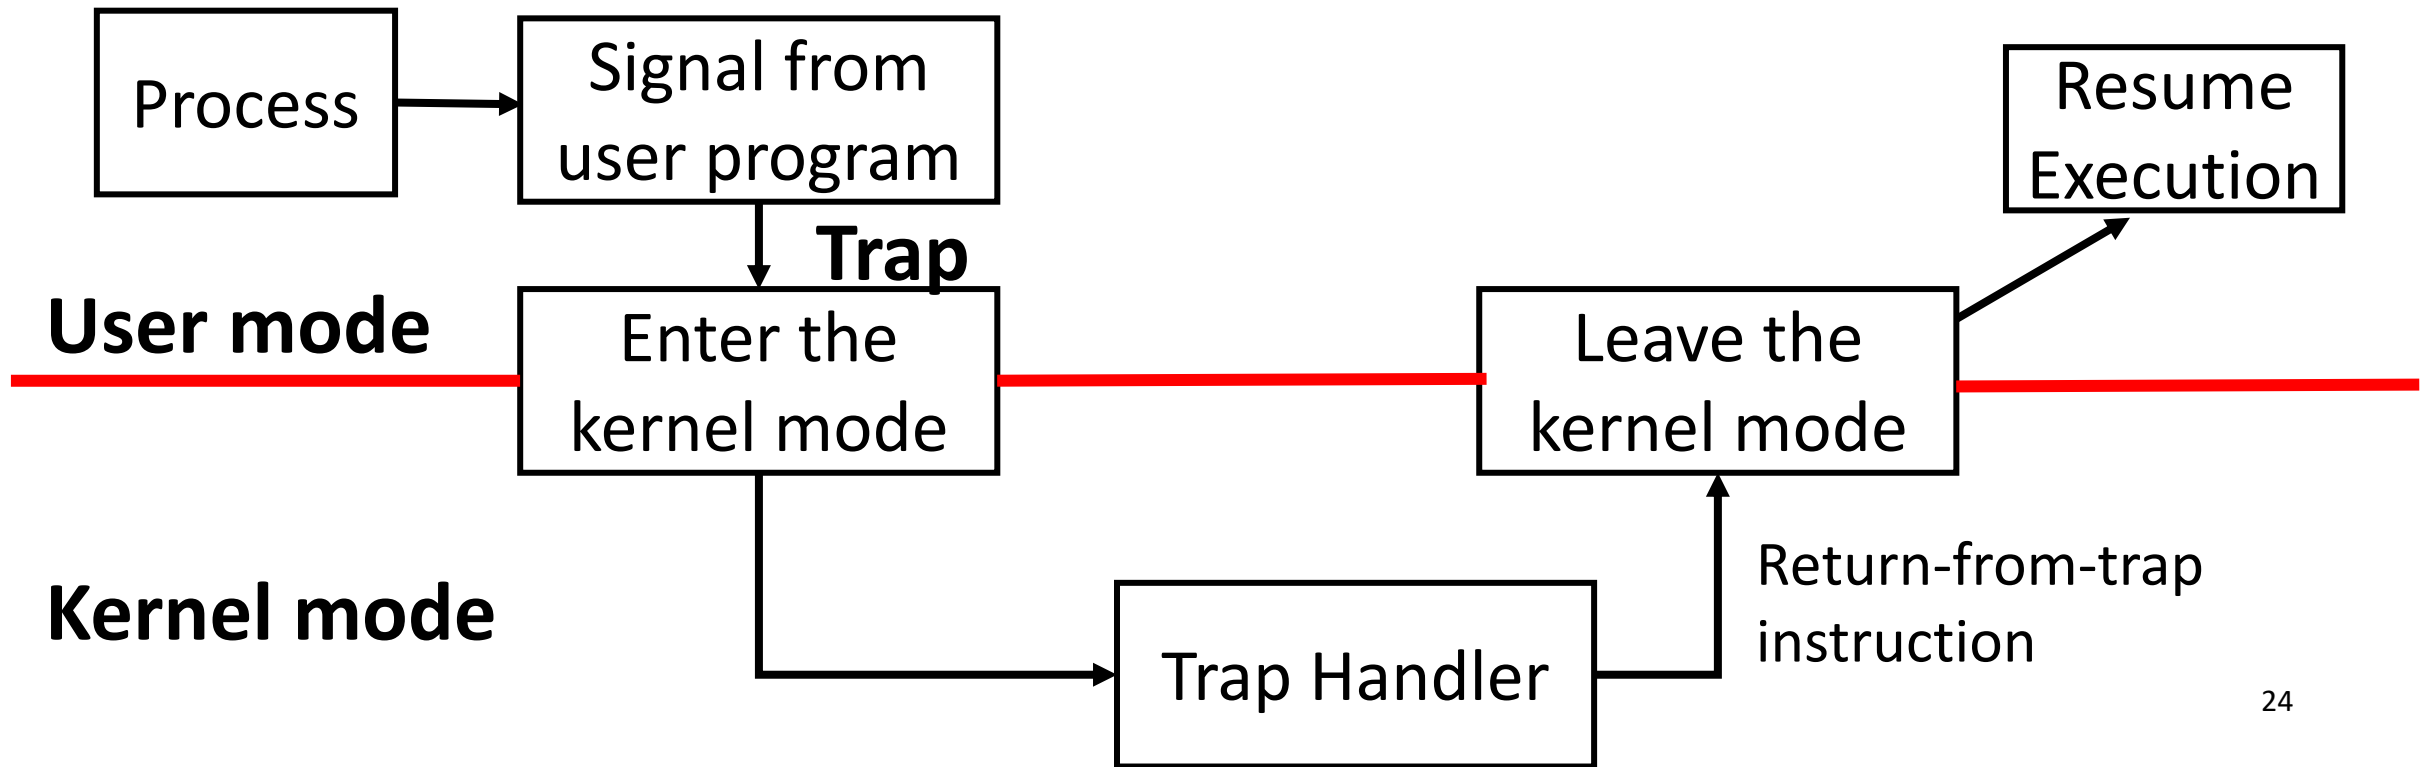 Process
Signal from
user program
Resume
Execution
Trap
User mode
Enter the
kernel mode
Leave the
kernel mode
Kernel mode
Trap Handler
Return-from-trap
instruction
24